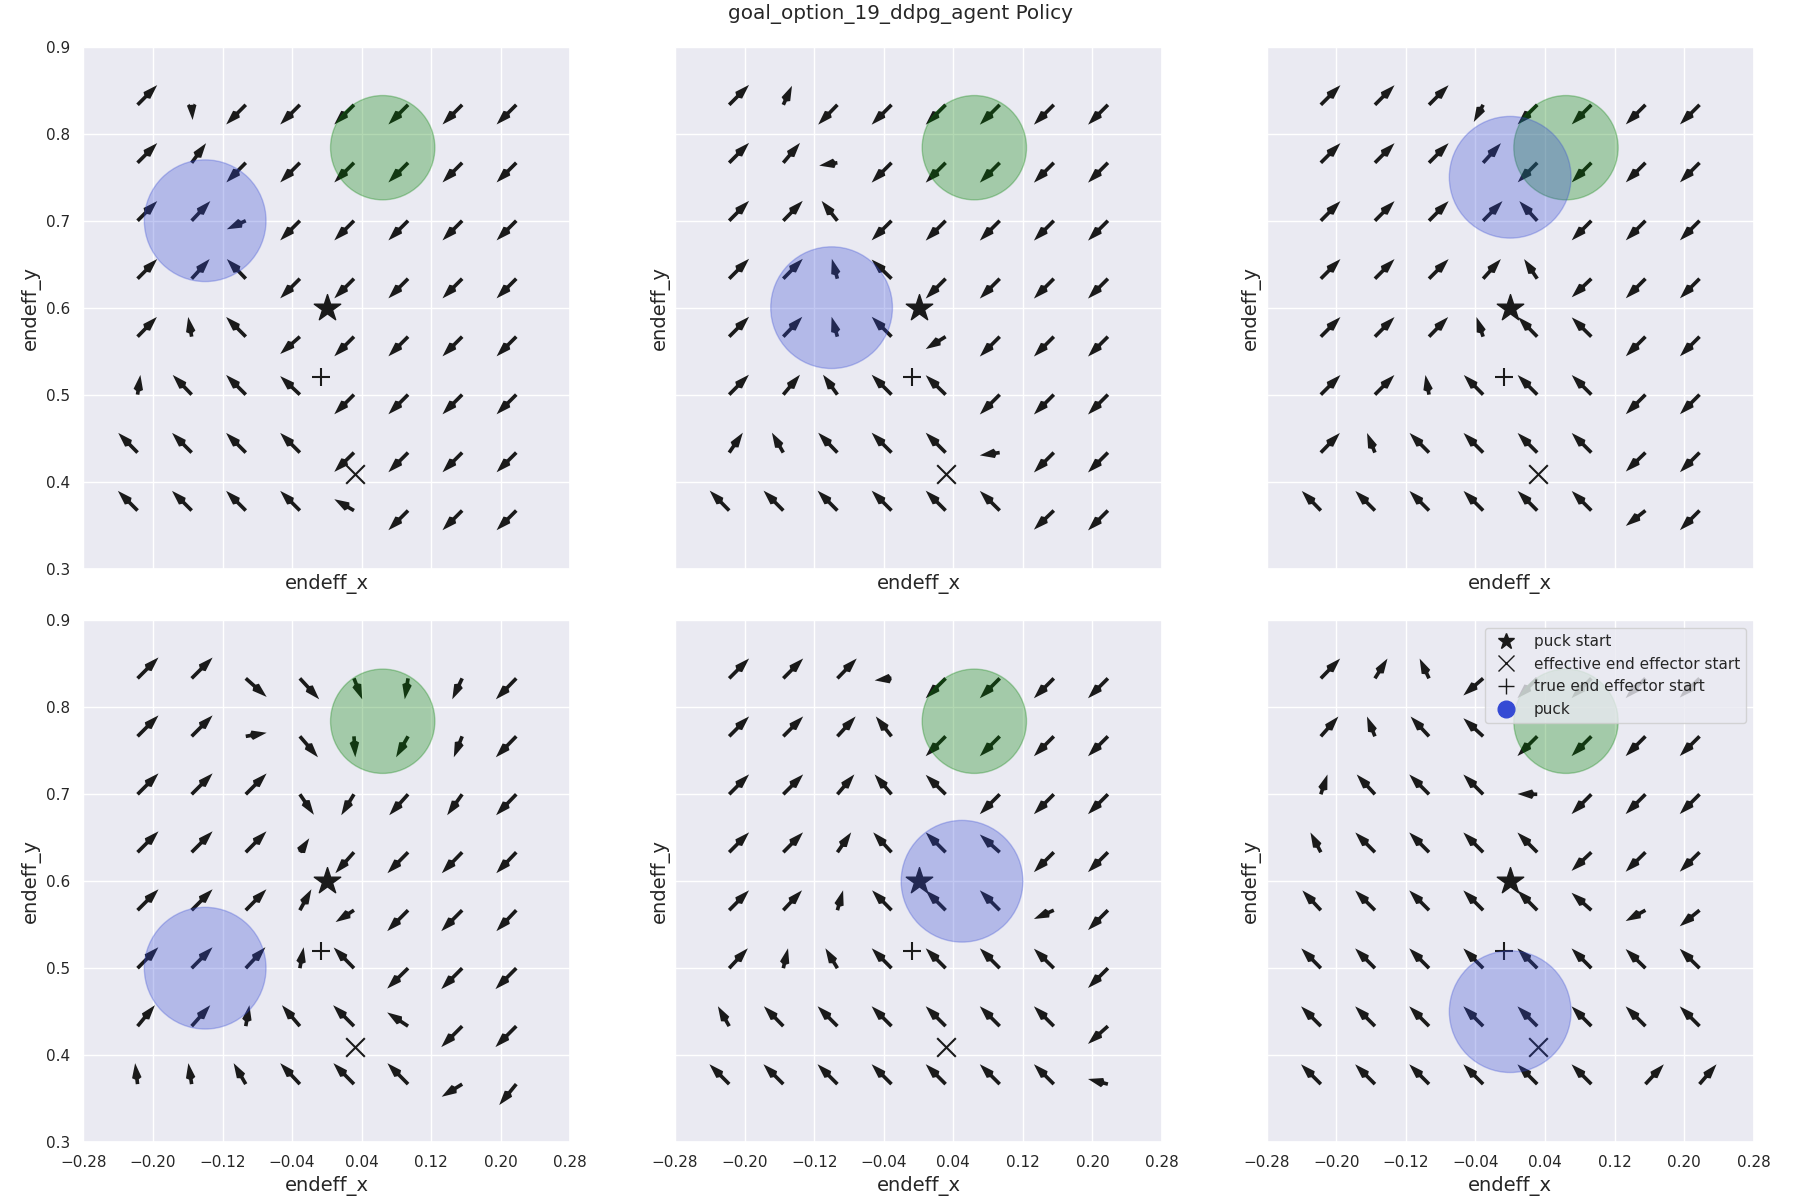 goal_option_19_ddpg_agent Policy
0.9
0.8
0.7
0.6
0.5
0.4
0.3
endeff_y
endeff_x
endeff_y
endeff_x
endeff_y
endeff_x
0.9
0.8
0.7
0.6
0.5
0.4
0.3
endeff_y
−0.28 −0.20 −0.12 −0.04 0.04 0.12 0.20 0.28
endeff_x
endeff_y
−0.28 −0.20 −0.12 −0.04 0.04 0.12 0.20 0.28
endeff_x
puck start
effective end effector start
true end effector start
puck
endeff_y
−0.28 −0.20 −0.12 −0.04 0.04 0.12 0.20 0.28
endeff_x